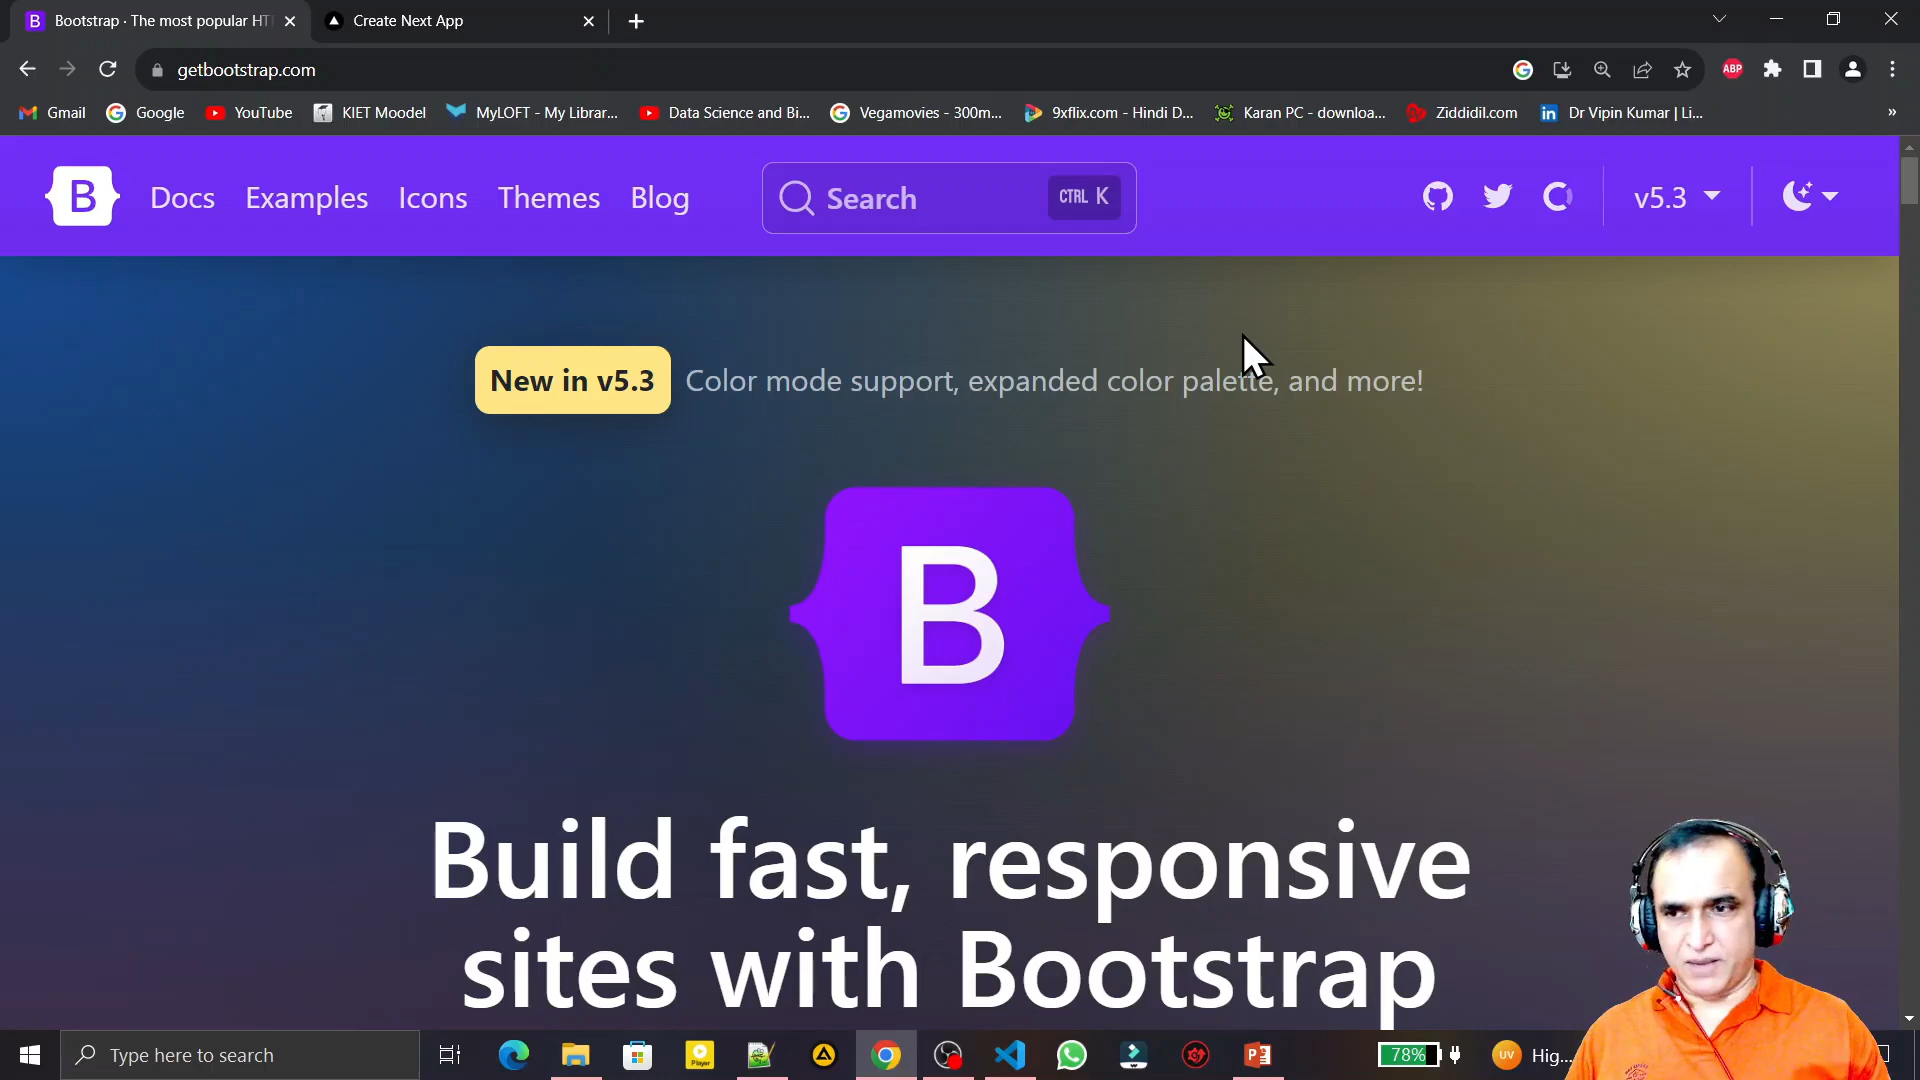 Bootstrap · The most popular HT
Create Next App
getbootstrap.com
ABP
Gmail
Google
YouTube
KIET Moodel
MyLOFT - My Librar...
Data Science and Bi...
Vegamovies - 300m...
9xflix.com - Hindi D...
Karan PC - downloa...
Ziddidil.com
Dr Vipin Kumar | Li...
»
B
Docs
Examples
Icons
Themes
Blog
Search
CTRL K
v5.3
New in v5.3
Color mode support, expanded color palette, and more!
B
Build fast, responsive
sites with Bootstrap
Type here to search
Player
78%
UV
Hig...